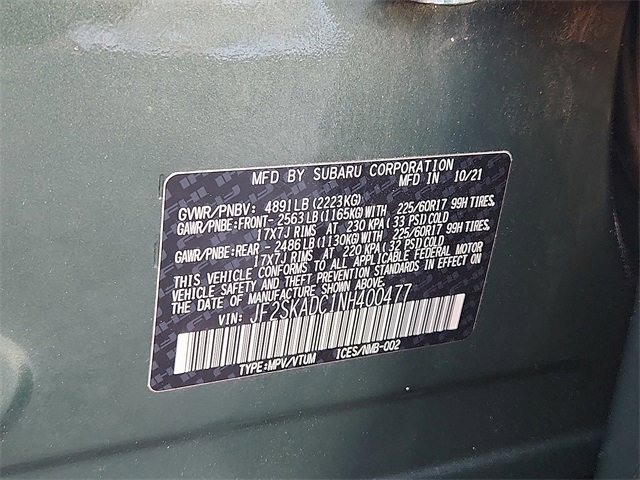 MFD BY SUBARU CORPORATION
MFD IN 10/21
GVWR/PNBV: 4891LB(2223KG)
GAWR/PNBE:FRONT-2563LB(1165KG)WITH 225/60R17 99H TIRES,
17X7J RIMS AT 230 KPA(33 PSI)COLD
GAWR/PNBE:REAR -2486LB(1130KG)WITH 225/60R17 99H TIRES,
17X7J RIMS AT 220 KPA(32 PSI)COLD
THIS VEHICLE CONFORMS TO ALL APPLICABLE FEDERAL MOTOR
VEHICLE SAFETY AND THEFT PREVENTION STANDARDS IN EFFECT
ON THE DATE OF MANUFACTURE SHOWN ABOVE.
VIN: JF2SKADC1NH400477
TYPE:MPV/VTUM ICES/NMB-002